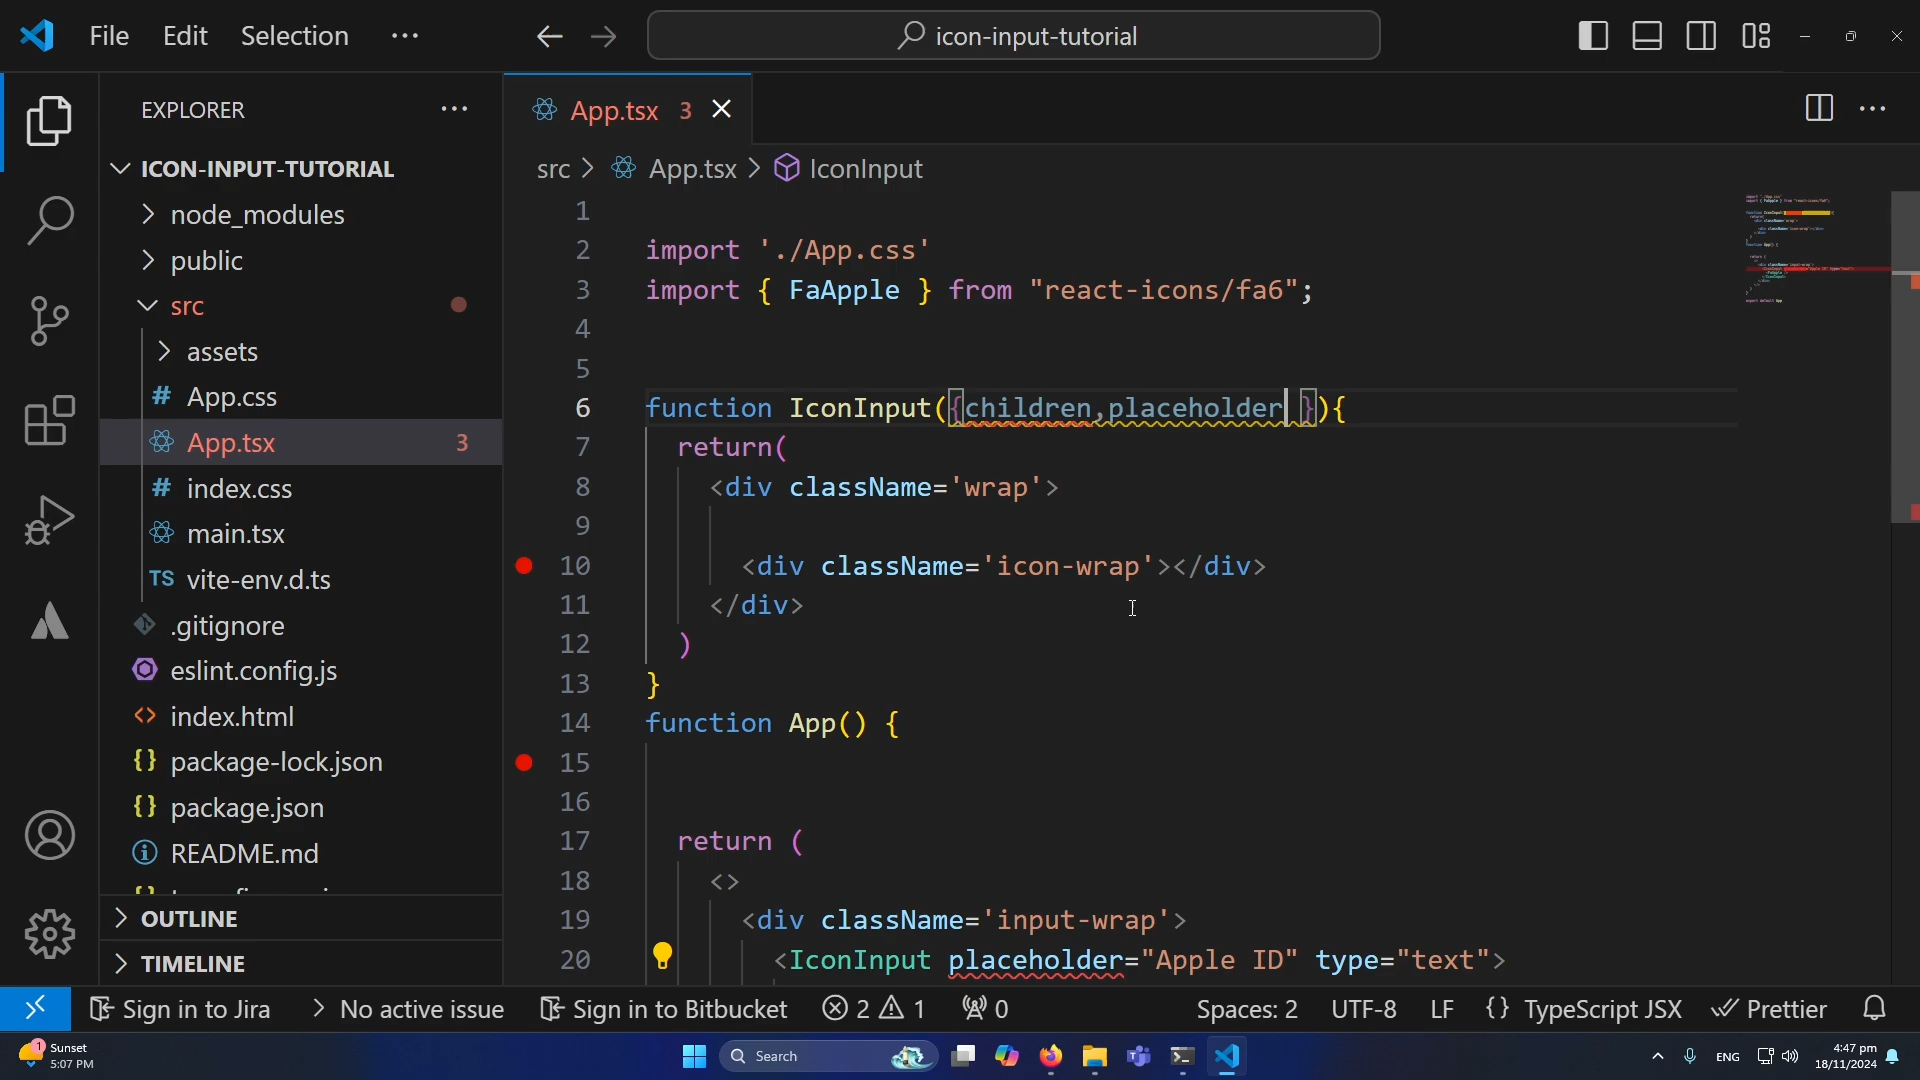 File Edit Selection ···
icon-input-tutorial
EXPLORER
ICON-INPUT-TUTORIAL
node_modules
public
src
assets
# App.css
App.tsx 3
# index.css
main.tsx
TS vite-env.d.ts
.gitignore
eslint.config.js
<> index.html
{} package-lock.json
{} package.json
README.md
OUTLINE
TIMELINE
App.tsx 3
src > App.tsx > IconInput
1
2 import './App.css'
3 import { FaApple } from "react-icons/fa6";
4
5
6 function IconInput({children,placeholder }){
7 return(
8 <div className='wrap'>
9
10 <div className='icon-wrap'></div>
11 </div>
12 )
13 }
14 function App() {
15
16
17 return (
18 <>
19 <div className='input-wrap'>
20 <IconInput placeholder="Apple ID" type="text">
Sign in to Jira > No active issue Sign in to Bitbucket 2 1 0 Spaces: 2 UTF-8 LF {} TypeScript JSX Prettier
1
Sunset
5:07 PM
Search
ENG
4:47 pm
18/11/2024